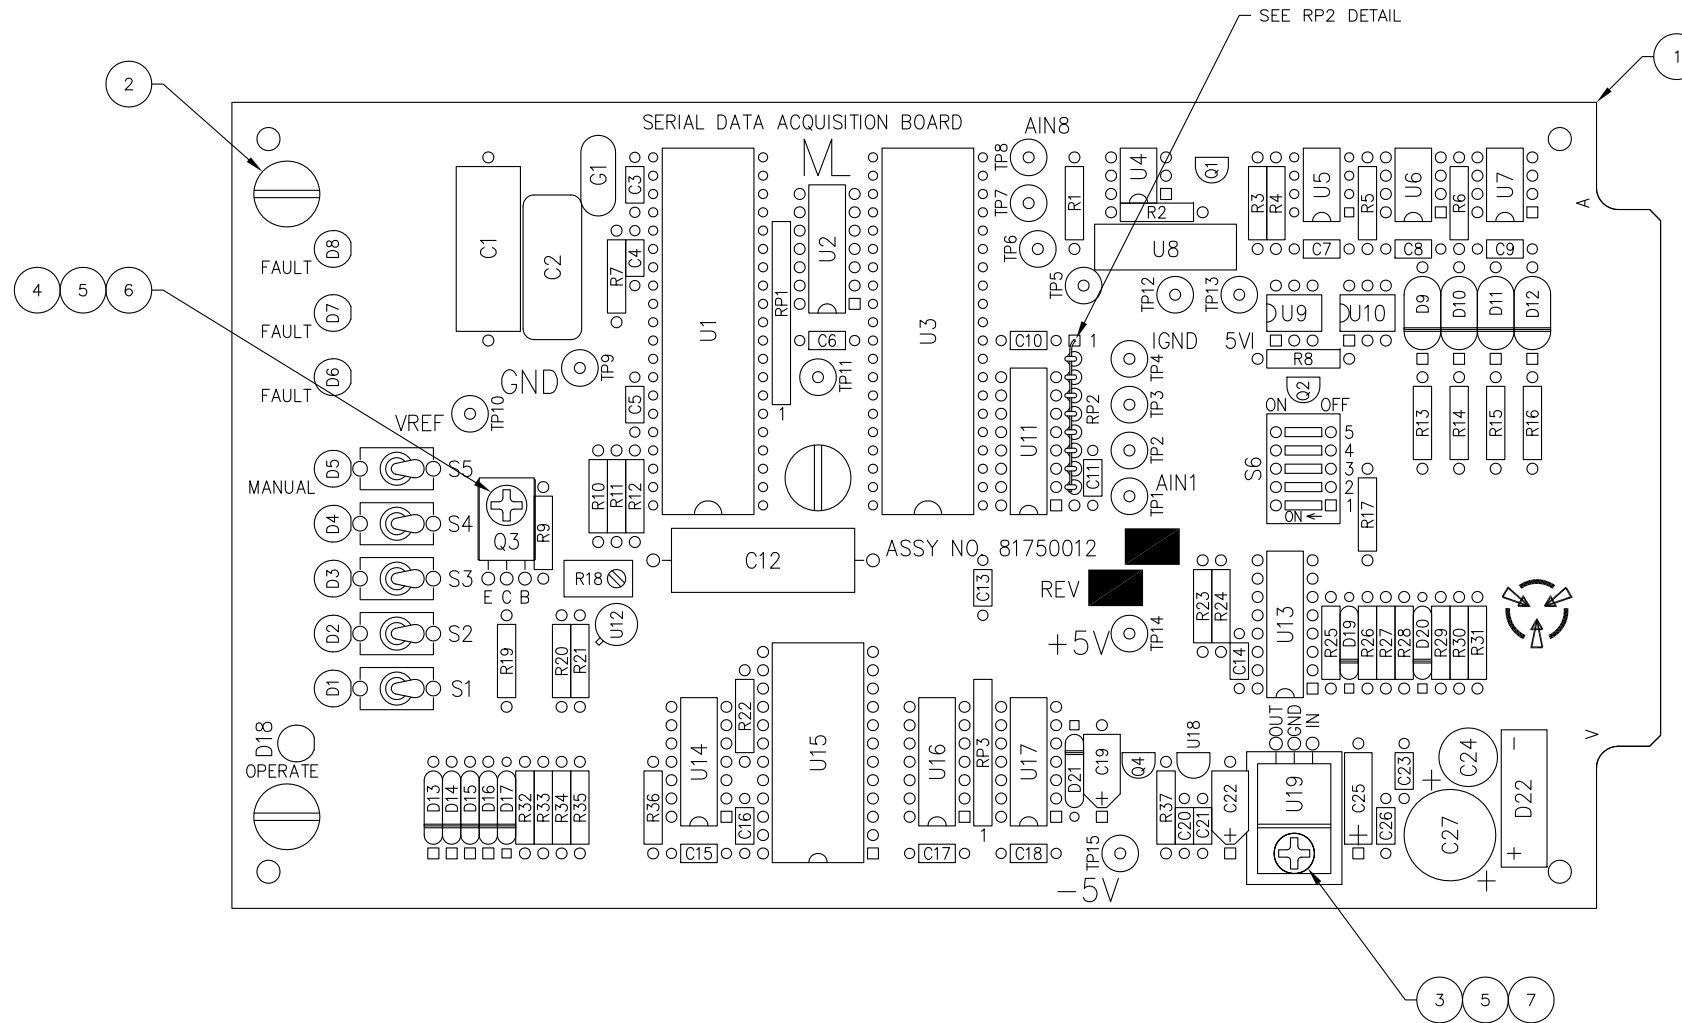 SEE RP2 DETAIL
1
2
SERIAL DATA ACQUISITION BOARD
ML
AIN8
TP8
TP7
TP6
TP5
TP12
TP13
R1
U4
R2
Q1
U8
R3
R4
U5
R5
U6
R6
U7
A
C7
C8
C9
G1
C3
C1
C2
C4
R7
U1
RP1
1
U2
C6
TP11
U3
C10
1
IGND
5VI
U9
U10
R8
D9
D10
D11
D12
D8
FAULT
D7
FAULT
D6
FAULT
4 5 6
GND
TP9
VREF
TP10
C5
TP4
TP3
TP2
TP1
RP2
U11
C11
AIN1
Q2
ON OFF
S6
5
4
3
2
1
ON ←
R13
R14
R15
R16
R17
D5
MANUAL
S5
D4
S4
D3
S3
D2
S2
D1
S1
Q3
E C B
R9
R10
R11
R12
R18
U12
R19
R20
R21
C12
ASSY NO. 81750012
REV
C13
+5V
TP14
R23
R24
C14
U13
R25
D19
R26
R27
R28
D20
R29
R30
R31
V
D18
OPERATE
D13
D14
D15
D16
D17
R32
R33
R34
R35
R36
U14
R22
C15
C16
U15
U16
C17
RP3
1
U17
C18
D21
C19
+
Q4
U18
TP15
-5V
R37
C20
C21
C22
+
OUT
GND
IN
U19
C25
+
C26
C23
C24
+
C27
+
D22
-
+
3 5 7